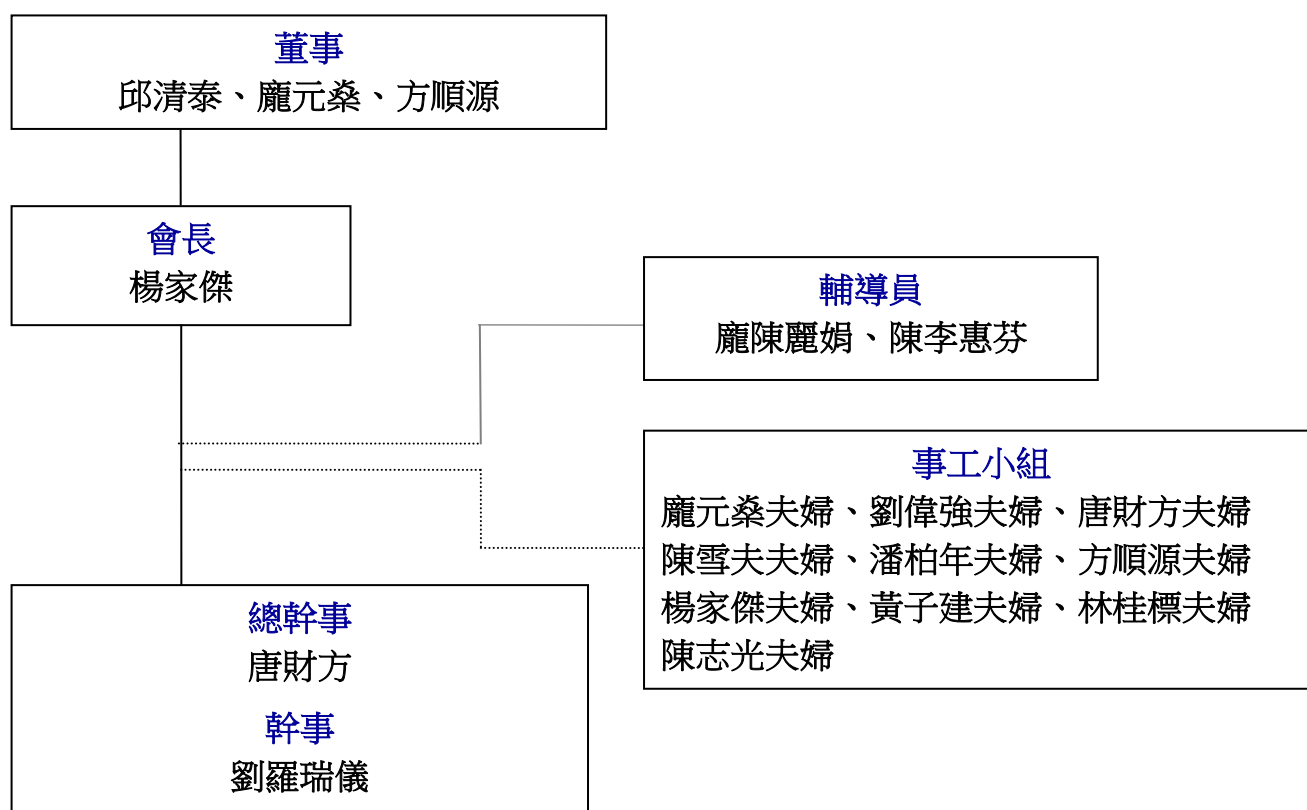 董事
邱清泰、龐元燊、方順源
會長
楊家傑
輔導員
龐陳麗娟、陳李惠芬
事工小組
龐元燊夫婦、劉偉強夫婦、唐財方夫婦
陳雪夫夫婦、潘柏年夫婦、方順源夫婦
楊家傑夫婦、黃子建夫婦、林桂標夫婦
陳志光夫婦
總幹事
唐財方
幹事
劉羅瑞儀